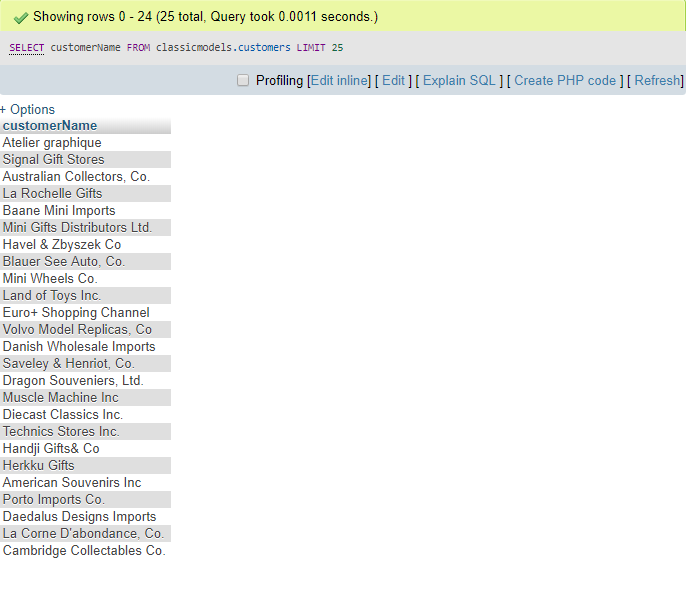 Showing rows 0 - 24 (25 total, Query took 0.0011 seconds.)
SELECT customerName FROM classicmodels.customers LIMIT 25
Profiling [Edit inline] [ Edit ] [ Explain SQL ] [ Create PHP code ] [ Refresh]
+ Options
customerName
Atelier graphique
Signal Gift Stores
Australian Collectors, Co.
La Rochelle Gifts
Baane Mini Imports
Mini Gifts Distributors Ltd.
Havel & Zbyszek Co
Blauer See Auto, Co.
Mini Wheels Co.
Land of Toys Inc.
Euro+ Shopping Channel
Volvo Model Replicas, Co
Danish Wholesale Imports
Saveley & Henriot, Co.
Dragon Souveniers, Ltd.
Muscle Machine Inc
Diecast Classics Inc.
Technics Stores Inc.
Handji Gifts& Co
Herkku Gifts
American Souvenirs Inc
Porto Imports Co.
Daedalus Designs Imports
La Corne D'abondance, Co.
Cambridge Collectables Co.